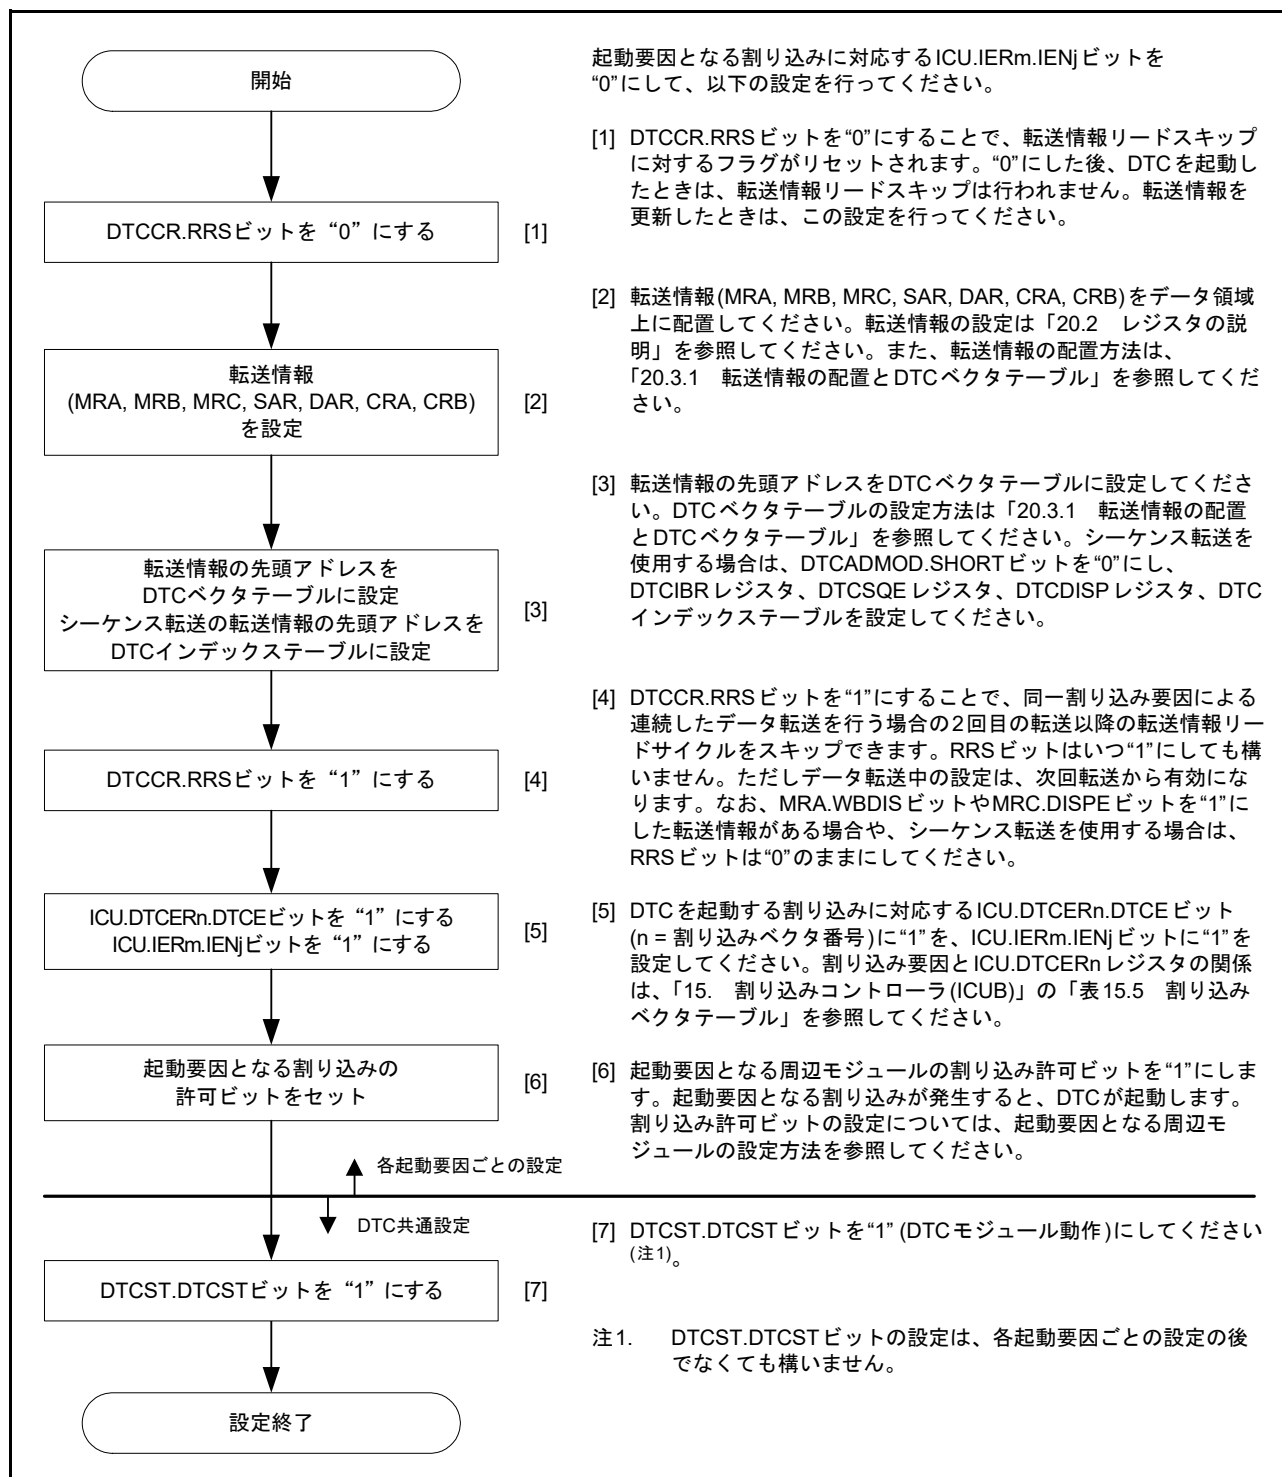 開始
DTCCR.RRSビットを“0”にする
[1]
転送情報
(MRA, MRB, MRC, SAR, DAR, CRA, CRB)
を設定
[2]
転送情報の先頭アドレスを
DTCベクタテーブルに設定
シーケンス転送の転送情報の先頭アドレスを
DTCインデックステーブルに設定
[3]
DTCCR.RRSビットを“1”にする
[4]
ICU.DTCERn.DTCEビットを“1”にする
ICU.IERm.IENjビットを“1”にする
[5]
起動要因となる割り込みの
許可ビットをセット
[6]
各起動要因ごとの設定
DTC共通設定
DTCST.DTCSTビットを“1”にする
[7]
設定終了
起動要因となる割り込みに対応するICU.IERm.IENjビットを
“0”にして、以下の設定を行ってください。
[1] DTCCR.RRSビットを“0”にすることで、転送情報リードスキップ
に対するフラグがリセットされます。“0”にした後、DTCを起動し
たときは、転送情報リードスキップは行われません。転送情報を
更新したときは、この設定を行ってください。
[2] 転送情報(MRA, MRB, MRC, SAR, DAR, CRA, CRB)をデータ領域
上に配置してください。転送情報の設定は「20.2 レジスタの説
明」を参照してください。また、転送情報の配置方法は、
「20.3.1 転送情報の配置とDTCベクタテーブル」を参照してくだ
さい。
[3] 転送情報の先頭アドレスをDTCベクタテーブルに設定してくださ
い。DTCベクタテーブルの設定方法は「20.3.1 転送情報の配置
とDTCベクタテーブル」を参照してください。シーケンス転送を
使用する場合は、DTCADMOD.SHORTビットを“0”にし、
DTCIBRレジスタ、DTCSQEレジスタ、DTCDISPレジスタ、DTC
インデックステーブルを設定してください。
[4] DTCCR.RRSビットを“1”にすることで、同一割り込み要因による
連続したデータ転送を行う場合の2回目の転送以降の転送情報リー
ドサイクルをスキップできます。RRSビットはいつ“1”にしても構
いません。ただしデータ転送中の設定は、次回転送から有効にな
ります。なお、MRA.WBDISビットやMRC.DISPEビットを“1”に
した転送情報がある場合や、シーケンス転送を使用する場合は、
RRSビットは“0”のままにしてください。
[5] DTCを起動する割り込みに対応するICU.DTCERn.DTCEビット
(n = 割り込みベクタ番号)に“1”を、ICU.IERm.IENjビットに“1”を
設定してください。割り込み要因とICU.DTCERnレジスタの関係
は、「15. 割り込みコントローラ(ICUB)」の「表15.5 割り込み
ベクタテーブル」を参照してください。
[6] 起動要因となる周辺モジュールの割り込み許可ビットを“1”にしま
す。起動要因となる割り込みが発生すると、DTCが起動します。
割り込み許可ビットの設定については、起動要因となる周辺モ
ジュールの設定方法を参照してください。
[7] DTCST.DTCSTビットを“1” (DTCモジュール動作)にしてください
(注1)。
注1. DTCST.DTCSTビットの設定は、各起動要因ごとの設定の後
でなくても構いません。